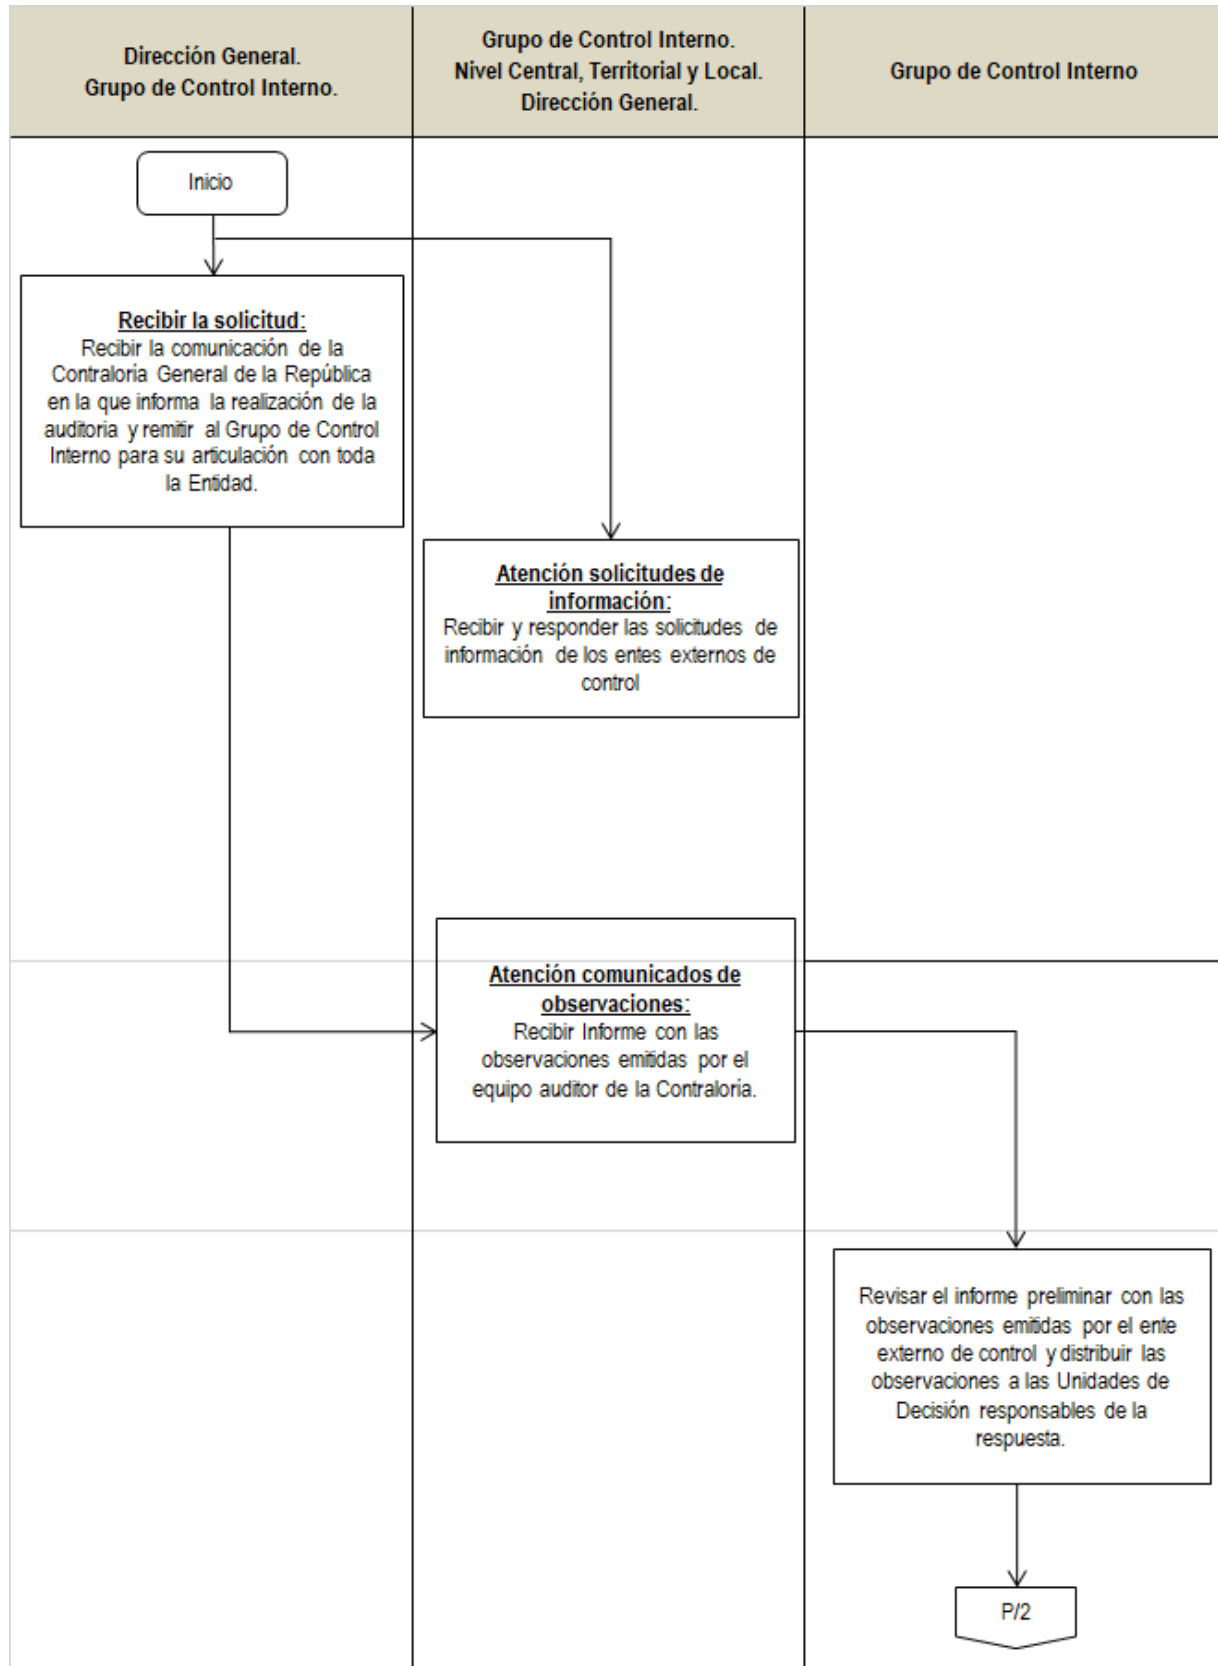 Dirección General.
Grupo de Control Interno.
Grupo de Control Interno.
Nivel Central, Territorial y Local.
Dirección General.
Grupo de Control Interno
Inicio
Recibir la solicitud:
Recibir la comunicación de la
Contraloría General de la República
en la que informa la realización de la
auditoria y remitir al Grupo de Control
Interno para su articulación con toda
la Entidad.
Atención solicitudes de
información:
Recibir y responder las solicitudes de
información de los entes externos de
control
Atención comunicados de
observaciones:
Recibir Informe con las
observaciones emitidas por el
equipo auditor de la Contraloría.
Revisar el informe preliminar con las
observaciones emitidas por el ente
externo de control y distribuir las
observaciones a las Unidades de
Decisión responsables de la
respuesta.
P/2